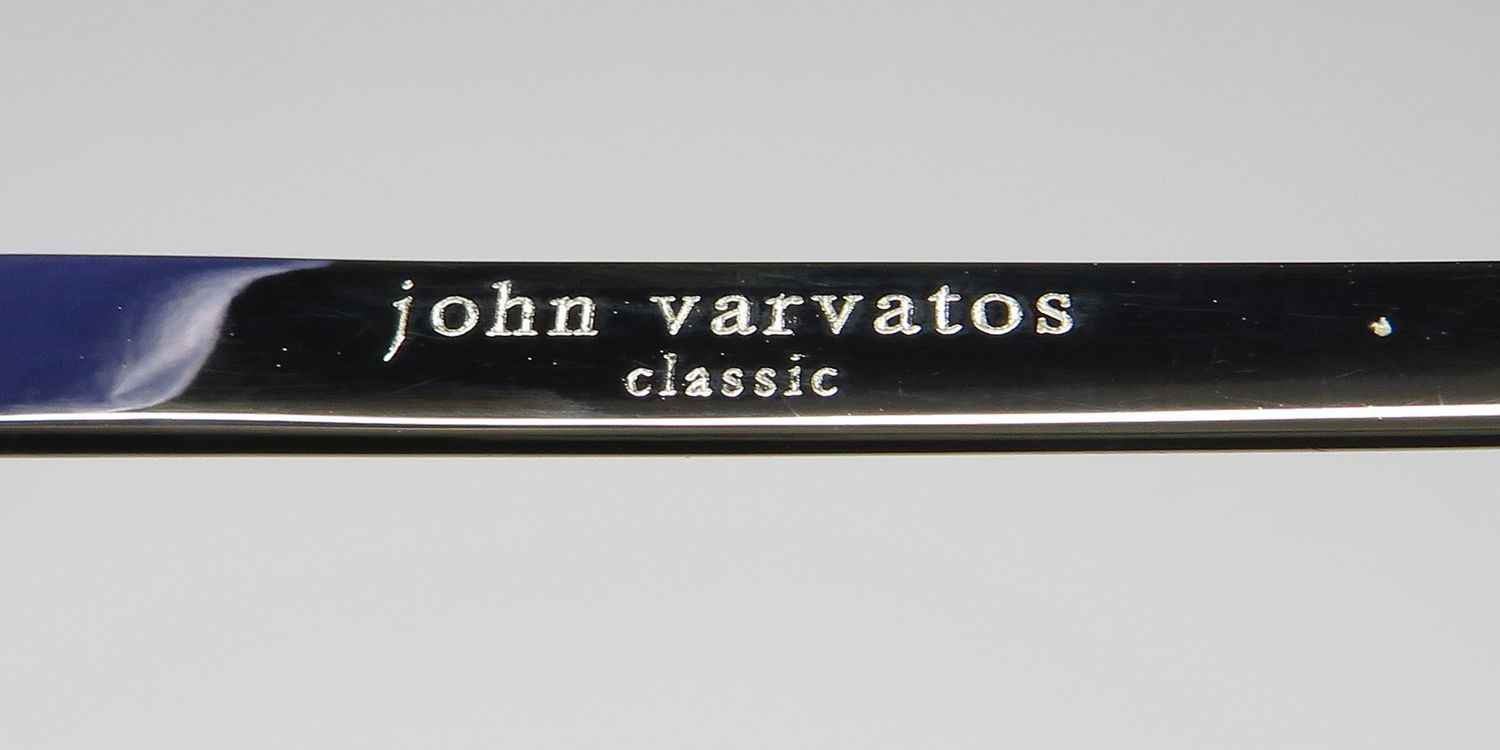 john varvatos
classic